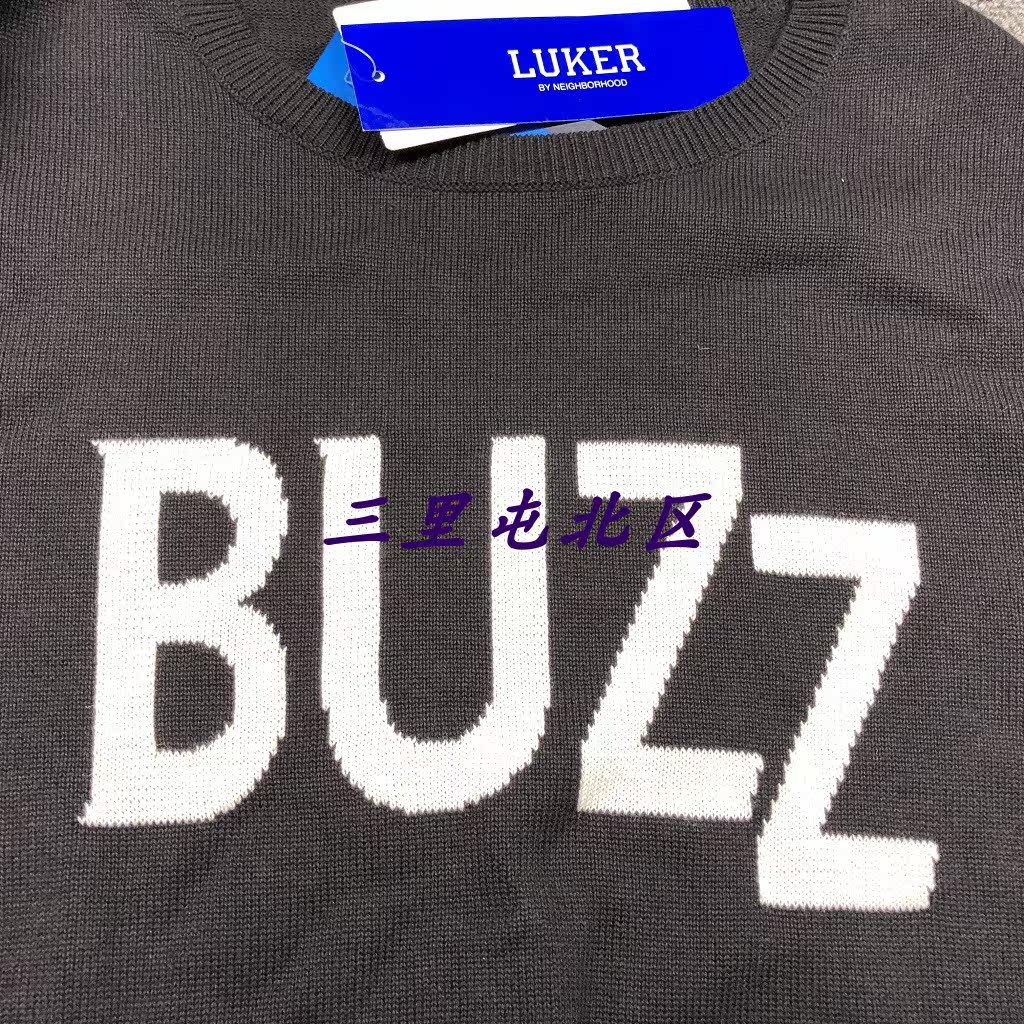 LUKER
BY NEIGHBORHOOD
BUZZ
三里屯北区